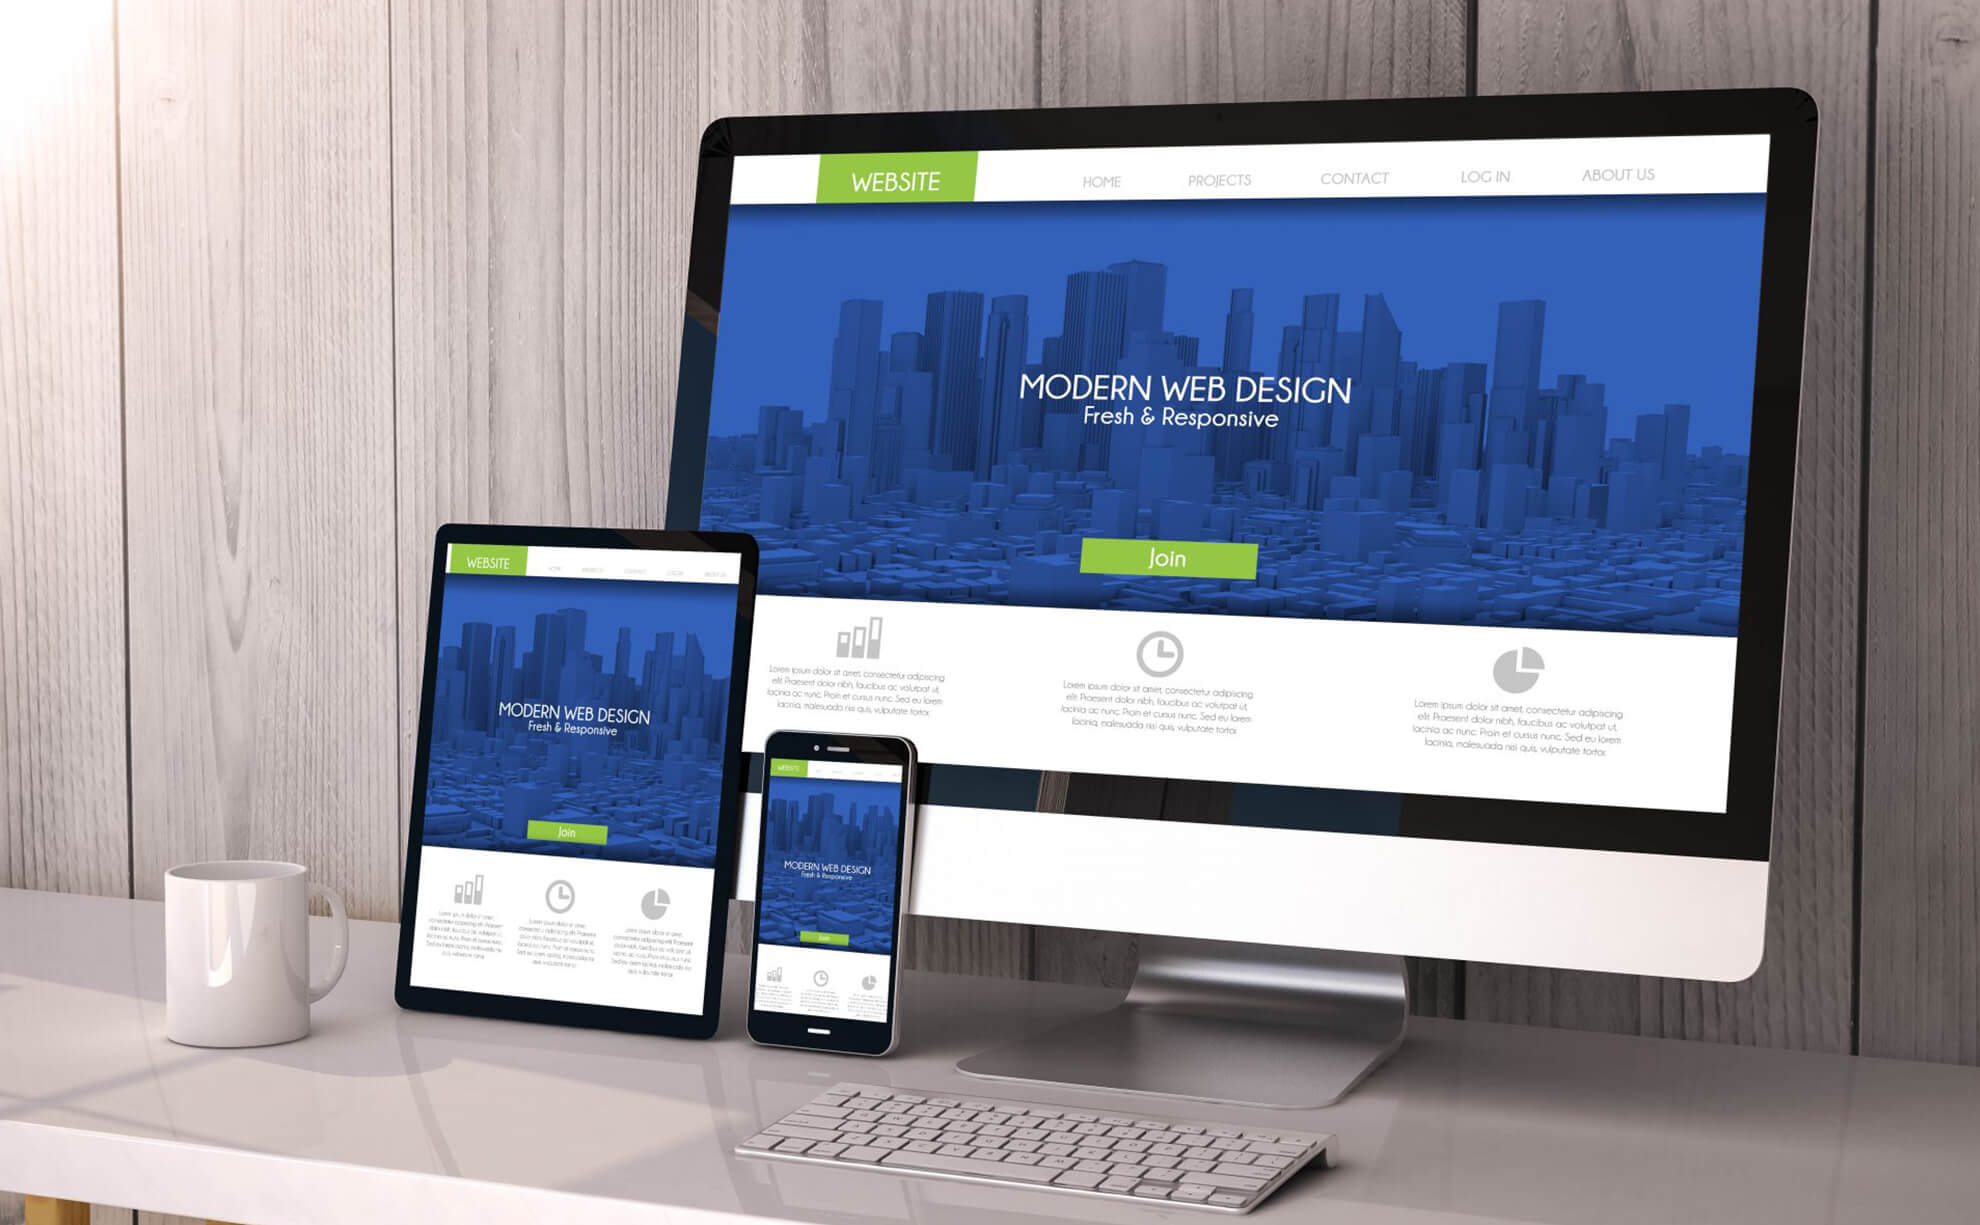 WEBSITE
HOME
PROJECTS
CONTACT
LOG IN
ABOUT US
MODERN WEB DESIGN
Fresh & Responsive
Join
Lorem ipsum dolor sit amet, consectetur adipiscing
elit. Praesent dolor nibh, faucibus ac volutpat ut,
lacinia ac nunc. Proin et cursus nunc. Sed eu lorem
lacinia, malesuada nisi quis, vulputate tortor.
Lorem ipsum dolor sit amet, consectetur adipiscing
elit. Praesent dolor nibh, faucibus ac volutpat ut,
lacinia ac nunc. Proin et cursus nunc. Sed eu lorem
lacinia, malesuada nisi quis, vulputate tortor.
Lorem ipsum dolor sit amet, consectetur adipiscing
elit. Praesent dolor nibh, faucibus ac volutpat ut,
lacinia ac nunc. Proin et cursus nunc. Sed eu lorem
lacinia, malesuada nisi quis, vulputate tortor.
WEBSITE
HOME
CONTACT
LOG IN
ABOUT US
MODERN WEB DESIGN
Fresh & Responsive
Join
WEBSITE
MODERN WEB DESIGN
Fresh & Responsive
Join